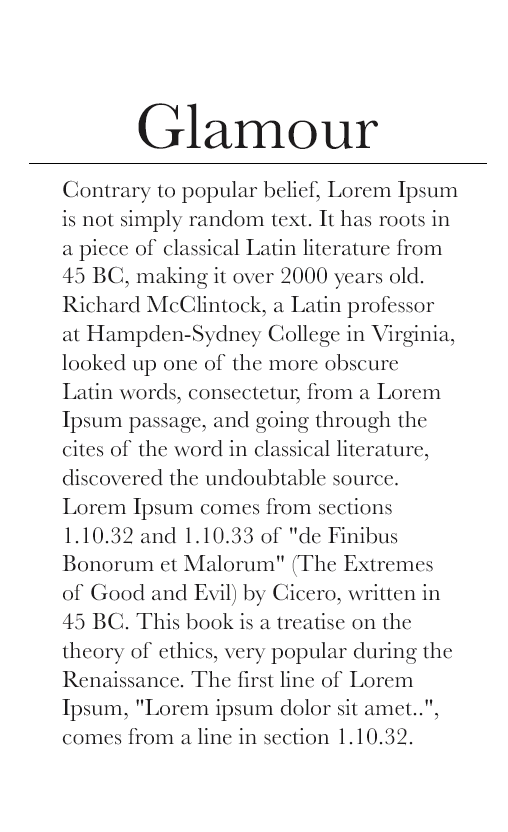 Glamour
Contrary to popular belief, Lorem Ipsum
is not simply random text. It has roots in
a piece of classical Latin literature from
45 BC, making it over 2000 years old.
Richard McClintock, a Latin professor
at Hampden-Sydney College in Virginia,
looked up one of the more obscure
Latin words, consectetur, from a Lorem
Ipsum passage, and going through the
cites of the word in classical literature,
discovered the undoubtable source.
Lorem Ipsum comes from sections
1.10.32 and 1.10.33 of "de Finibus
Bonorum et Malorum" (The Extremes
of Good and Evil) by Cicero, written in
45 BC. This book is a treatise on the
theory of ethics, very popular during the
Renaissance. The first line of Lorem
Ipsum, "Lorem ipsum dolor sit amet..",
comes from a line in section 1.10.32.